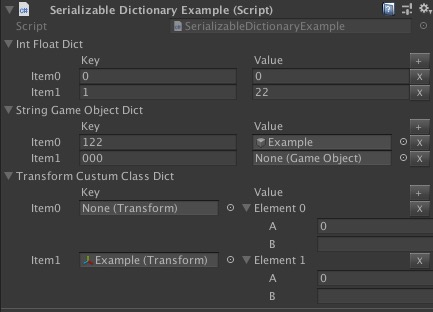 Serializable Dictionary Example (Script)
Script SerializableDictionaryExample
Int Float Dict
Key Value +
Item0 0 0 X
Item1 1 22 X
String Game Object Dict
Key Value +
Item0 122 Example X
Item1 000 None (Game Object) X
Transform Custum Class Dict
Key Value +
Item0 None (Transform) Element 0 X
A 0
B
Item1 Example (Transform) Element 1 X
A 0
B